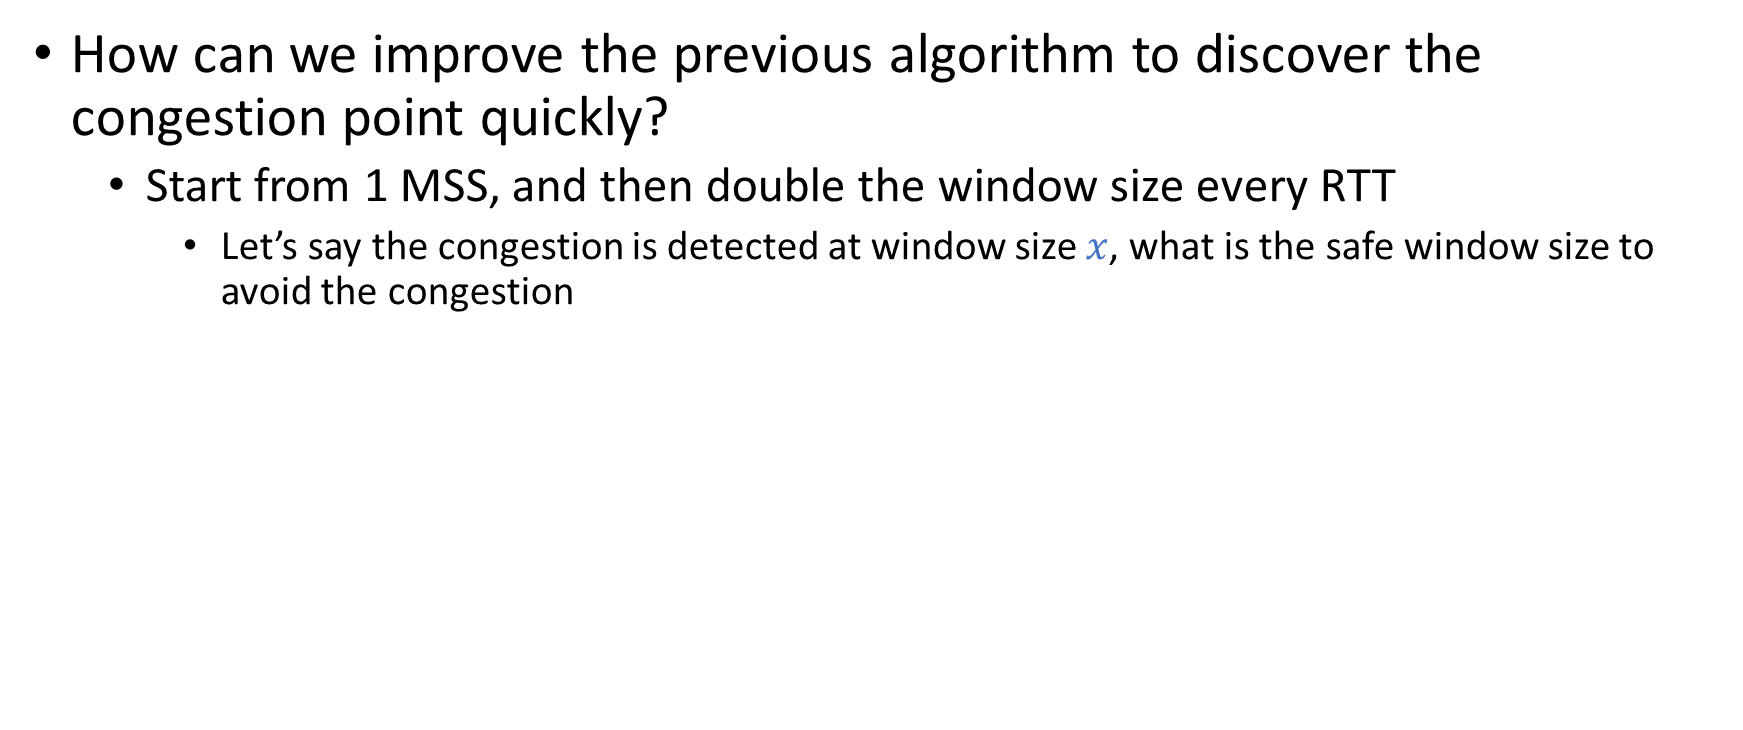 • How can we improve the previous algorithm to discover the
congestion point quickly?
• Start from 1 MSS, and then double the window size every RTT
• Let’s say the congestion is detected at window size x, what is the safe window size to
avoid the congestion